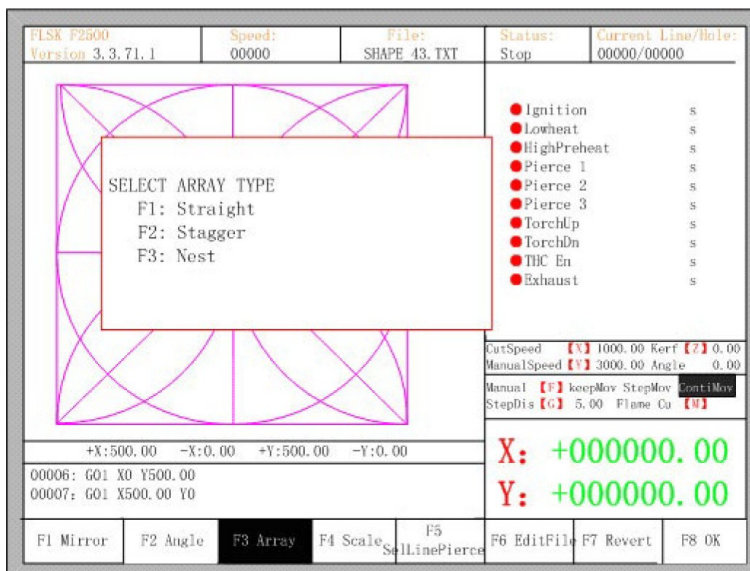 FLSK F2500
Version 3.3.71.1
Speed:
00000
File:
SHAPE 43.TXT
Status:
Stop
Current Line/Hole:
00000/00000
Ignition s
Lowheat s
HighPreheat s
Pierce 1 s
Pierce 2 s
Pierce 3 s
TorchUp s
TorchDn s
THC En s
Exhaust s
SELECT ARRAY TYPE
F1: Straight
F2: Stagger
F3: Nest
CutSpeed 【X】 1000.00 Kerf 【Z】 0.00
ManualSpeed 【Y】 3000.00 Angle 0.00
Manual 【F】 keepMov StepMov ContiMov
StepDis 【G】 5.00 Flame Cu 【M】
+X:500.00 -X:0.00 +Y:500.00 -Y:0.00
00006: G01 X0 Y500.00
00007: G01 X500.00 Y0
X: +000000.00
Y: +000000.00
F1 Mirror
F2 Angle
F3 Array
F4 Scale
F5
SelLinePierce
F6 EditFile
F7 Revert
F8 OK